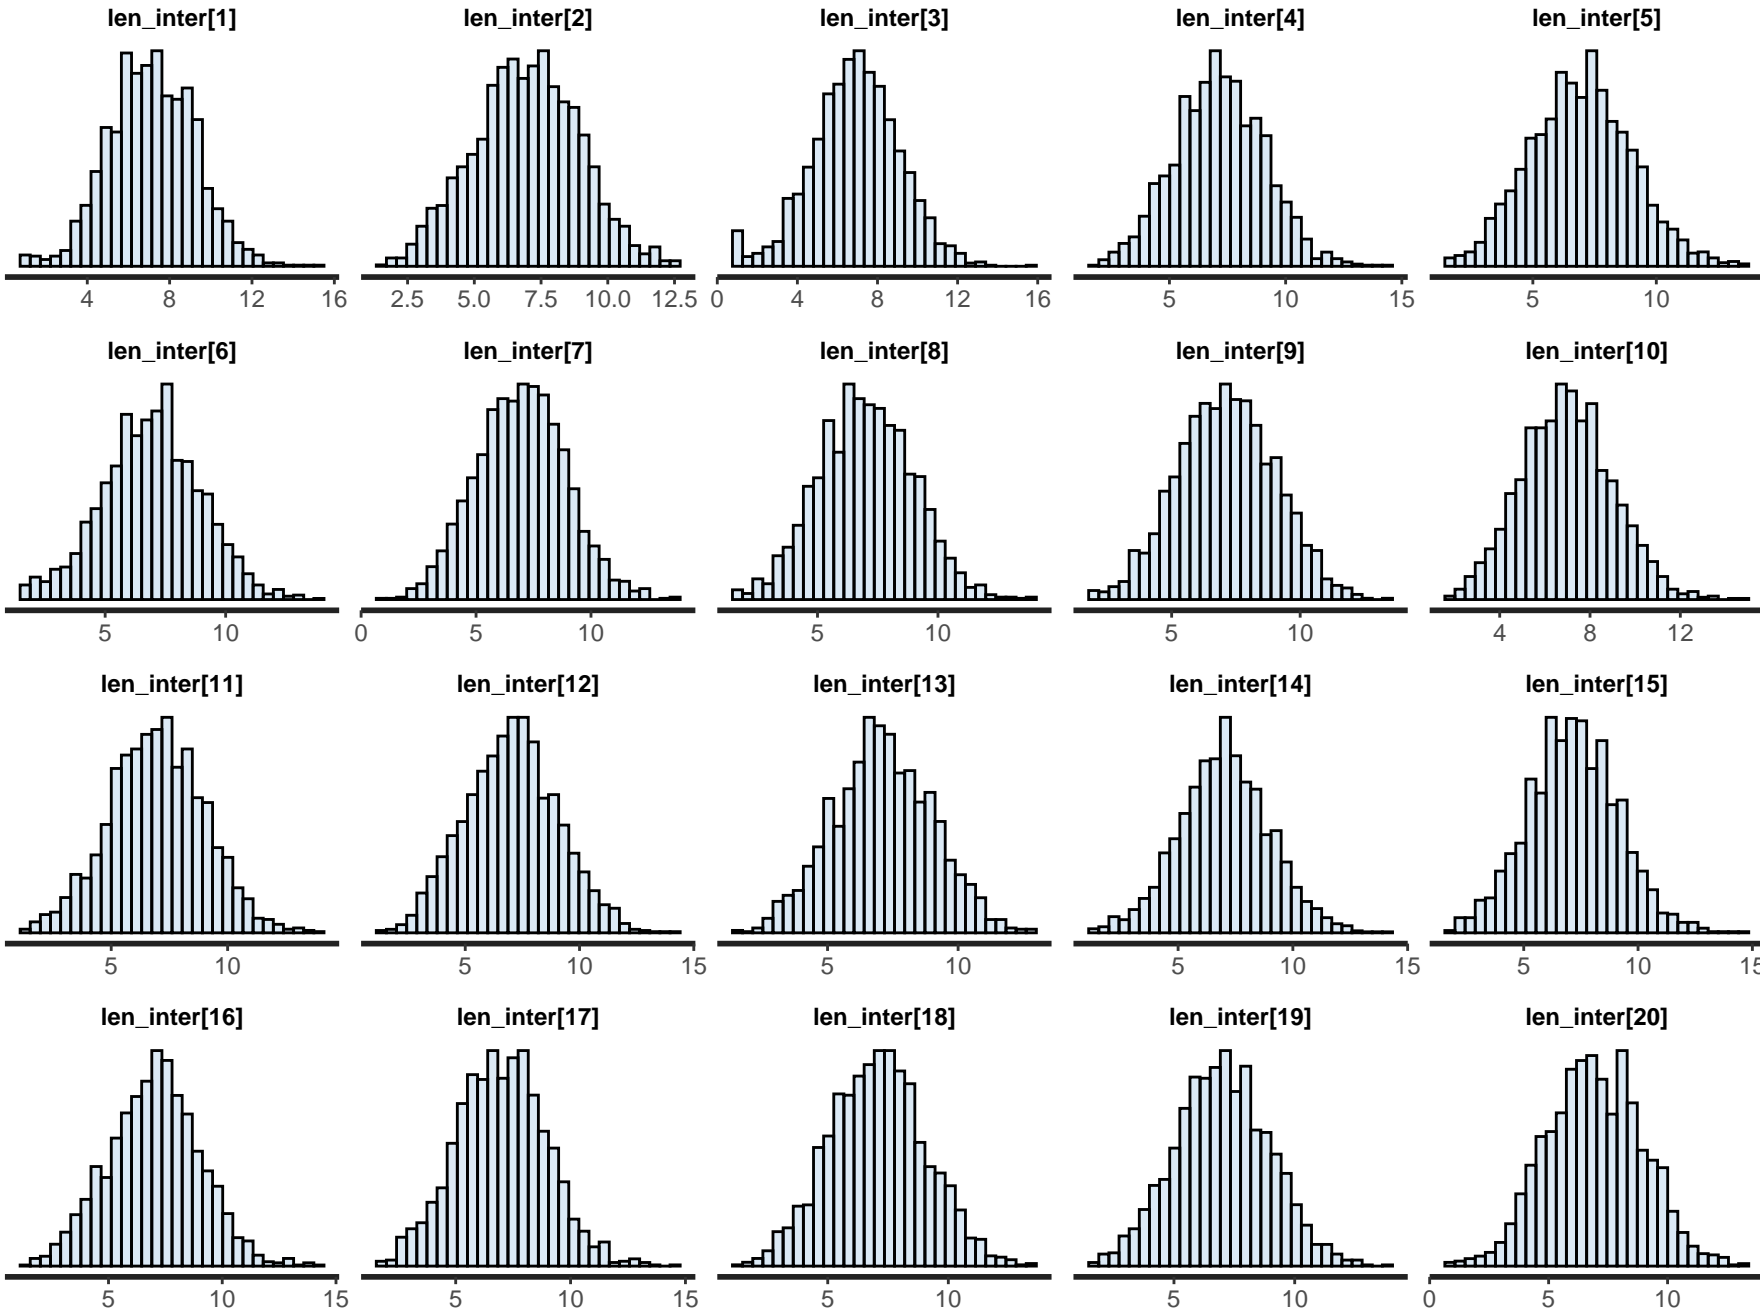 len_inter[1] len_inter[2] len_inter[3] len_inter[4] len_inter[5]
4 8 12 16 2.5 5.0 7.5 10.0 12.5 0 4 8 12 16 5 10 15 5 10
len_inter[6] len_inter[7] len_inter[8] len_inter[9] len_inter[10]
5 10 0 5 10 5 10 5 10 4 8 12
len_inter[11] len_inter[12] len_inter[13] len_inter[14] len_inter[15]
5 10 5 10 15 5 10 5 10 15 5 10 15
len_inter[16] len_inter[17] len_inter[18] len_inter[19] len_inter[20]
5 10 15 5 10 15 5 10 5 10 0 5 10